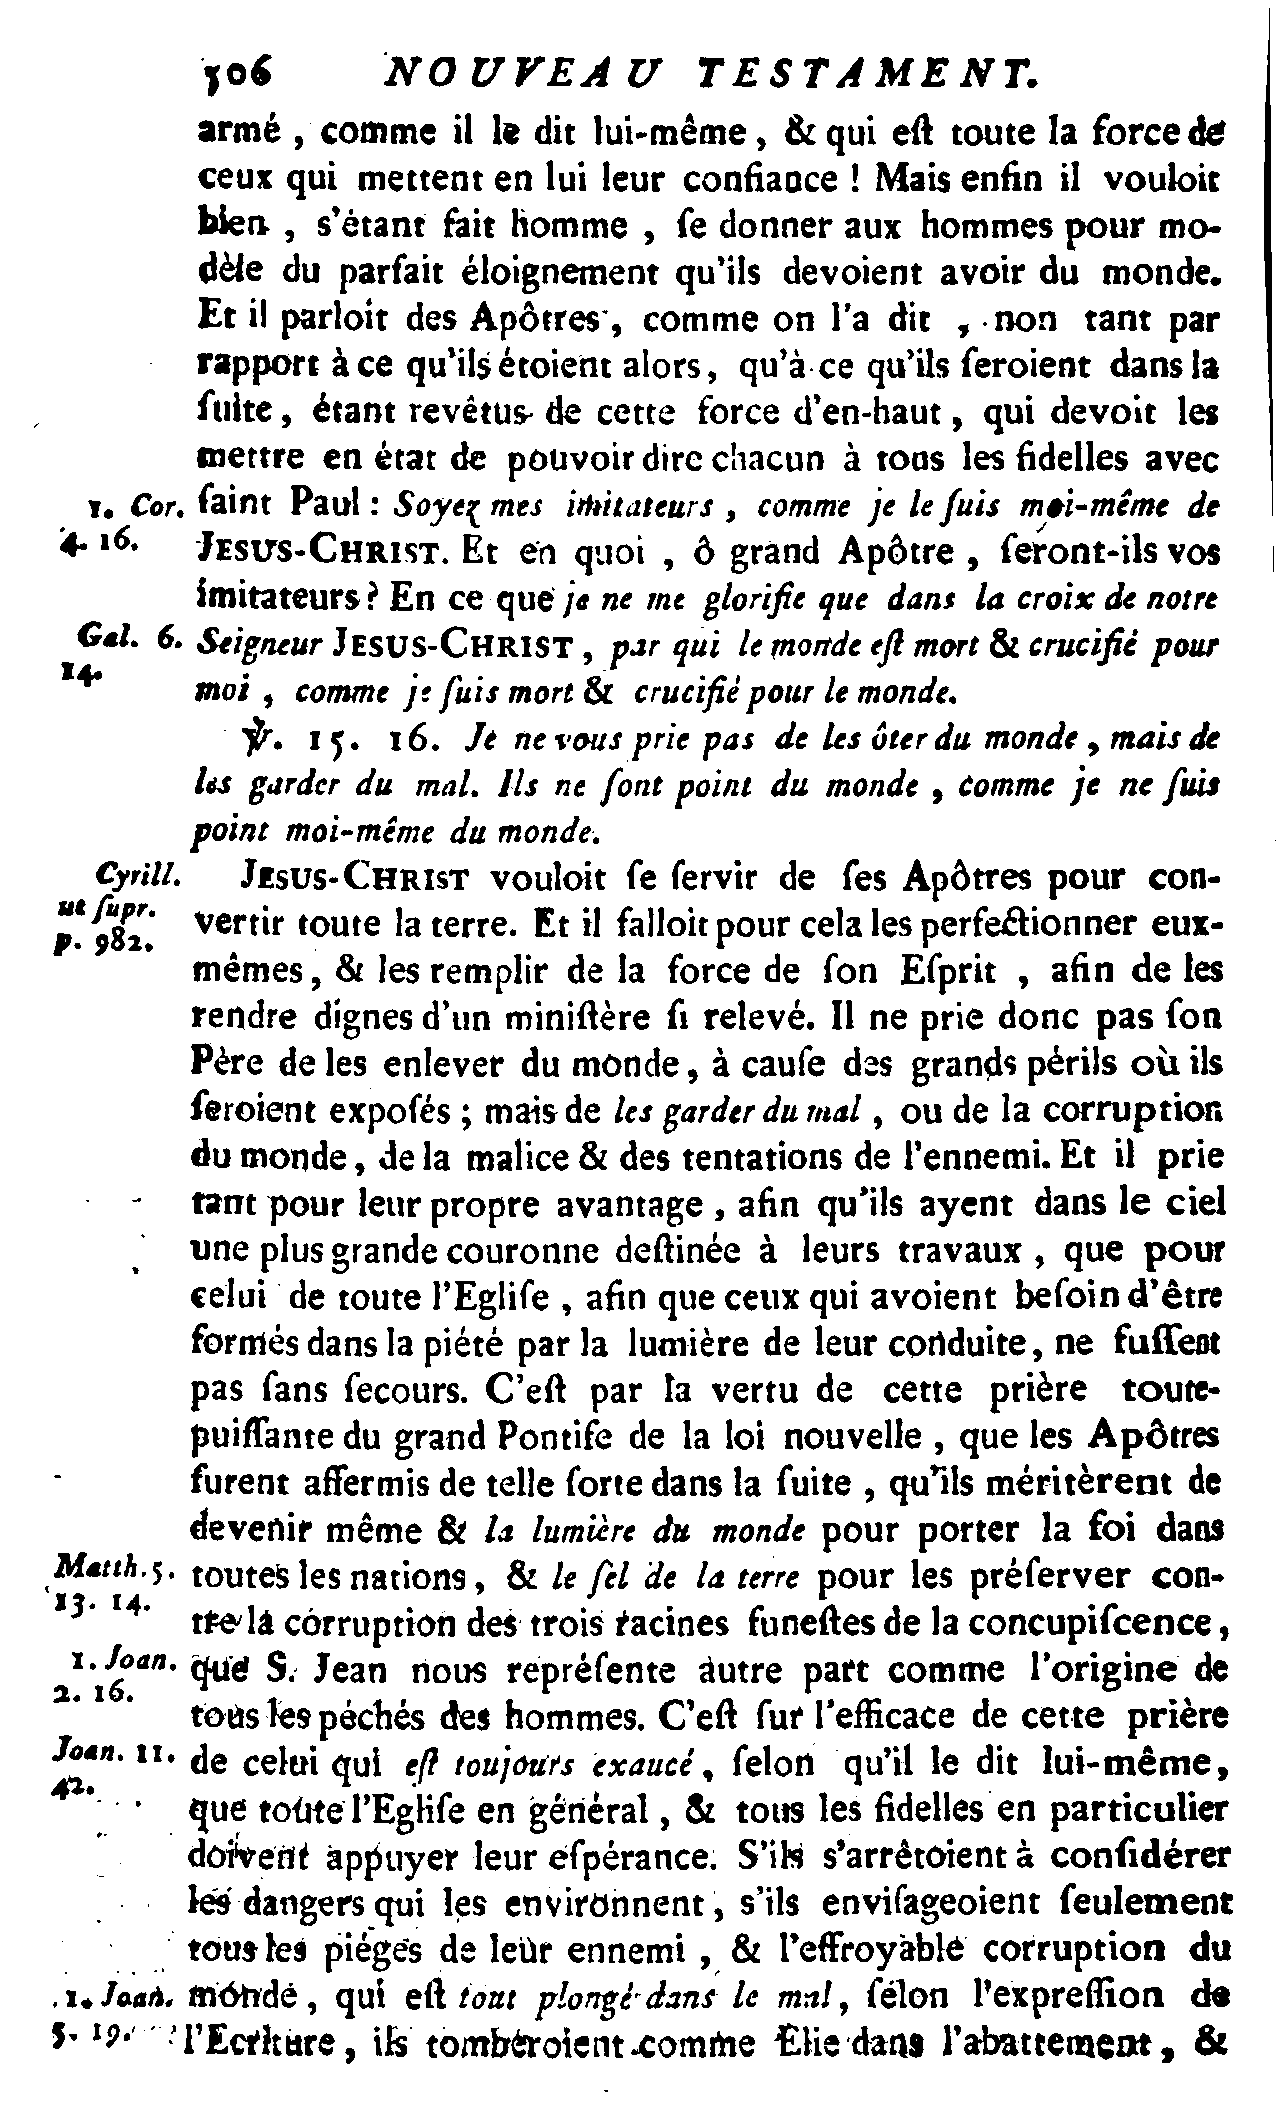 506 NOUVEAU TESTAMENT.
armé, comme il le dit lui-même, & qui eſt toute la force de
ceux qui mettent en lui leur confiance ! Mais enfin il vouloit
bien, s'étant fait homme, ſe donner aux hommes pour mo-
dèle du parfait éloignement qu'ils devoient avoir du monde.
Et il parloit des Apôtres, comme on l'a dit, non tant par
rapport à ce qu'ils étoient alors, qu'à ce qu'ils ſeroient dans la
ſuite, étant revêtus de cette force d'en-haut, qui devoit les
mettre en état de pouvoir dire chacun à tous les fidelles avec
1. Cor. ſaint Paul : Soyez mes imitateurs, comme je le ſuis moi-même de
4. 16. JESUS-CHRIST. Et en quoi, ô grand Apôtre, ſeront-ils vos
imitateurs ? En ce que je ne me glorifie que dans la croix de notre
Gal. 6. Seigneur JESUS-CHRIST, par qui le monde eſt mort & crucifié pour
14. moi, comme je ſuis mort & crucifié pour le monde.
℣. 15. 16. Je ne vous prie pas de les ôter du monde, mais de
les garder du mal. Ils ne ſont point du monde, comme je ne ſuis
point moi-même du monde.
Cyrill. JESUS-CHRIST vouloit ſe ſervir de ſes Apôtres pour con-
ut ſupr. vertir toute la terre. Et il falloit pour cela les perfectionner eux-
p. 982. mêmes, & les remplir de la force de ſon Eſprit, afin de les
rendre dignes d'un miniſtère ſi relevé. Il ne prie donc pas ſon
Père de les enlever du monde, à cauſe des grands périls où ils
ſeroient expoſés ; mais de les garder du mal, ou de la corruption
du monde, de la malice & des tentations de l'ennemi. Et il prie
tant pour leur propre avantage, afin qu'ils ayent dans le ciel
une plus grande couronne deſtinée à leurs travaux, que pour
celui de toute l'Egliſe, afin que ceux qui avoient beſoin d'être
formés dans la piété par la lumière de leur conduite, ne fuſſent
pas ſans ſecours. C'eſt par la vertu de cette prière toute-
puiſſante du grand Pontife de la loi nouvelle, que les Apôtres
furent affermis de telle ſorte dans la ſuite, qu'ils méritèrent de
devenir même & la lumière du monde pour porter la foi dans
Matth. 5. toutes les nations, & le ſel de la terre pour les préſerver con-
13. 14. tre la corruption des trois racines funeſtes de la concupiſcence,
1. Joan. que S. Jean nous repréſente autre part comme l'origine de
2. 16. tous les péchés des hommes. C'eſt ſur l'efficace de cette prière
Joan. 11. de celui qui eſt toujours exaucé, ſelon qu'il le dit lui-même,
42. que toute l'Egliſe en général, & tous les fidelles en particulier
doivent appuyer leur eſpérance. S'ils s'arrêtoient à conſidérer
les dangers qui les environnent, s'ils enviſageoient ſeulement
tous les piéges de leur ennemi, & l'effroyable corruption du
1. Joan. monde, qui eſt tout plongé dans le mal, ſelon l'expreſſion de
5. 19. l'Ecriture, ils tomberoient comme Elie dans l'abattement, &